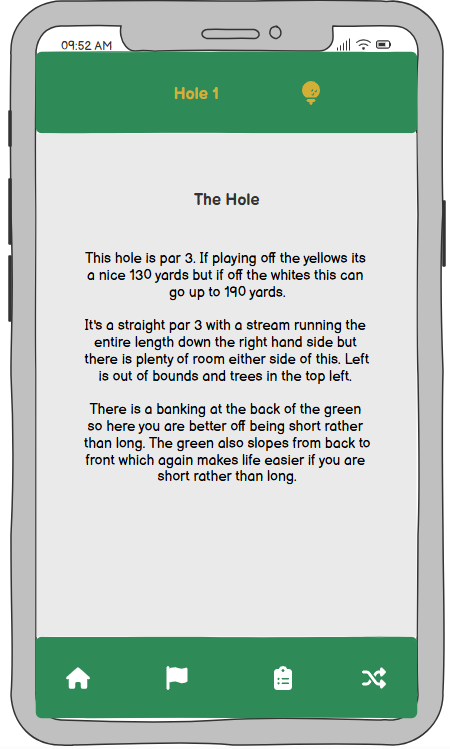 09:52 AM
Hole 1
The Hole
This hole is par 3. If playing off the yellows its
a nice 130 yards but if off the whites this can
go up to 190 yards.
It's a straight par 3 with a stream running the
entire length down the right hand side but
there is plenty of room either side of this. Left
is out of bounds and trees in the top left.
There is a banking at the back of the green
so here you are better off being short rather
than long. The green also slopes from back to
front which again makes life easier if you are
short rather than long.